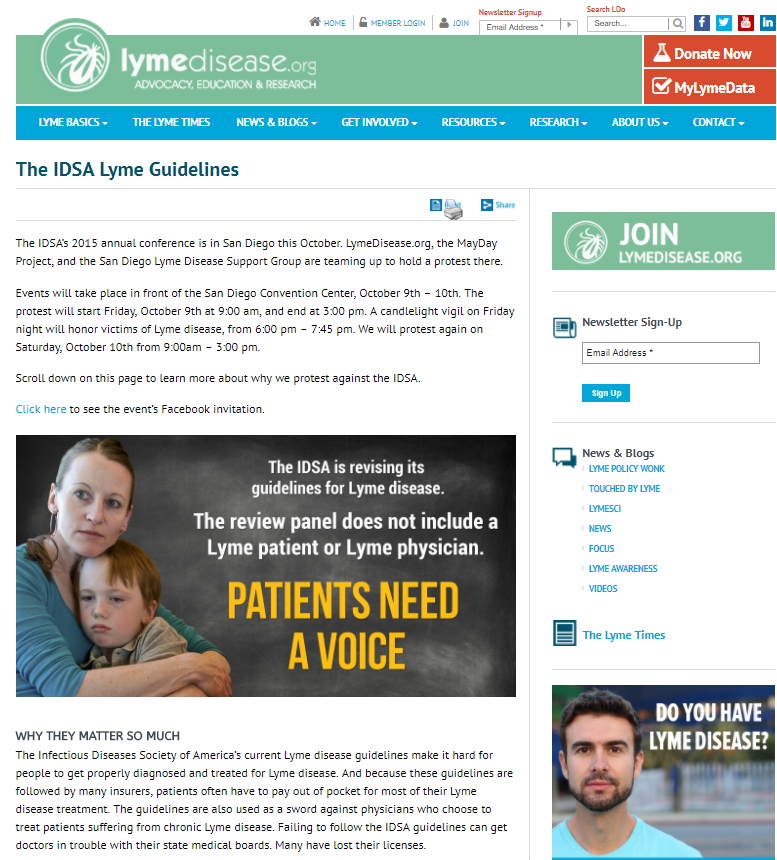 HOME
MEMBER LOGIN
JOIN
Newsletter Signup
Email Address *
Search LDo
Search...
lymedisease.org
ADVOCACY, EDUCATION & RESEARCH
Donate Now
MyLymeData
LYME BASICS
THE LYME TIMES
NEWS & BLOGS
GET INVOLVED
RESOURCES
RESEARCH
ABOUT US
CONTACT
The IDSA Lyme Guidelines
Share
The IDSA's 2015 annual conference is in San Diego this October. LymeDisease.org, the MayDay
Project, and the San Diego Lyme Disease Support Group are teaming up to hold a protest there.
Events will take place in front of the San Diego Convention Center, October 9th – 10th. The
protest will start Friday, October 9th at 9:00 am, and end at 3:00 pm. A candlelight vigil on Friday
night will honor victims of Lyme disease, from 6:00 pm – 7:45 pm. We will protest again on
Saturday, October 10th from 9:00am – 3:00 pm.
Scroll down on this page to learn more about why we protest against the IDSA.
Click here to see the event's Facebook invitation.
The IDSA is revising its
guidelines for Lyme disease.
The review panel does not include a
Lyme patient or Lyme physician.
PATIENTS NEED
A VOICE
WHY THEY MATTER SO MUCH
The Infectious Diseases Society of America's current Lyme disease guidelines make it hard for
people to get properly diagnosed and treated for Lyme disease. And because these guidelines are
followed by many insurers, patients often have to pay out of pocket for most of their Lyme
disease treatment. The guidelines are also used as a sword against physicians who choose to
treat patients suffering from chronic Lyme disease. Failing to follow the IDSA guidelines can get
doctors in trouble with their state medical boards. Many have lost their licenses.
JOIN
LYMEDISEASE.ORG
Newsletter Sign-Up
Email Address *
Sign Up
News & Blogs
LYME POLICY WONK
TOUCHED BY LYME
LYMESCI
NEWS
FOCUS
LYME AWARENESS
VIDEOS
The Lyme Times
DO YOU HAVE
LYME DISEASE?